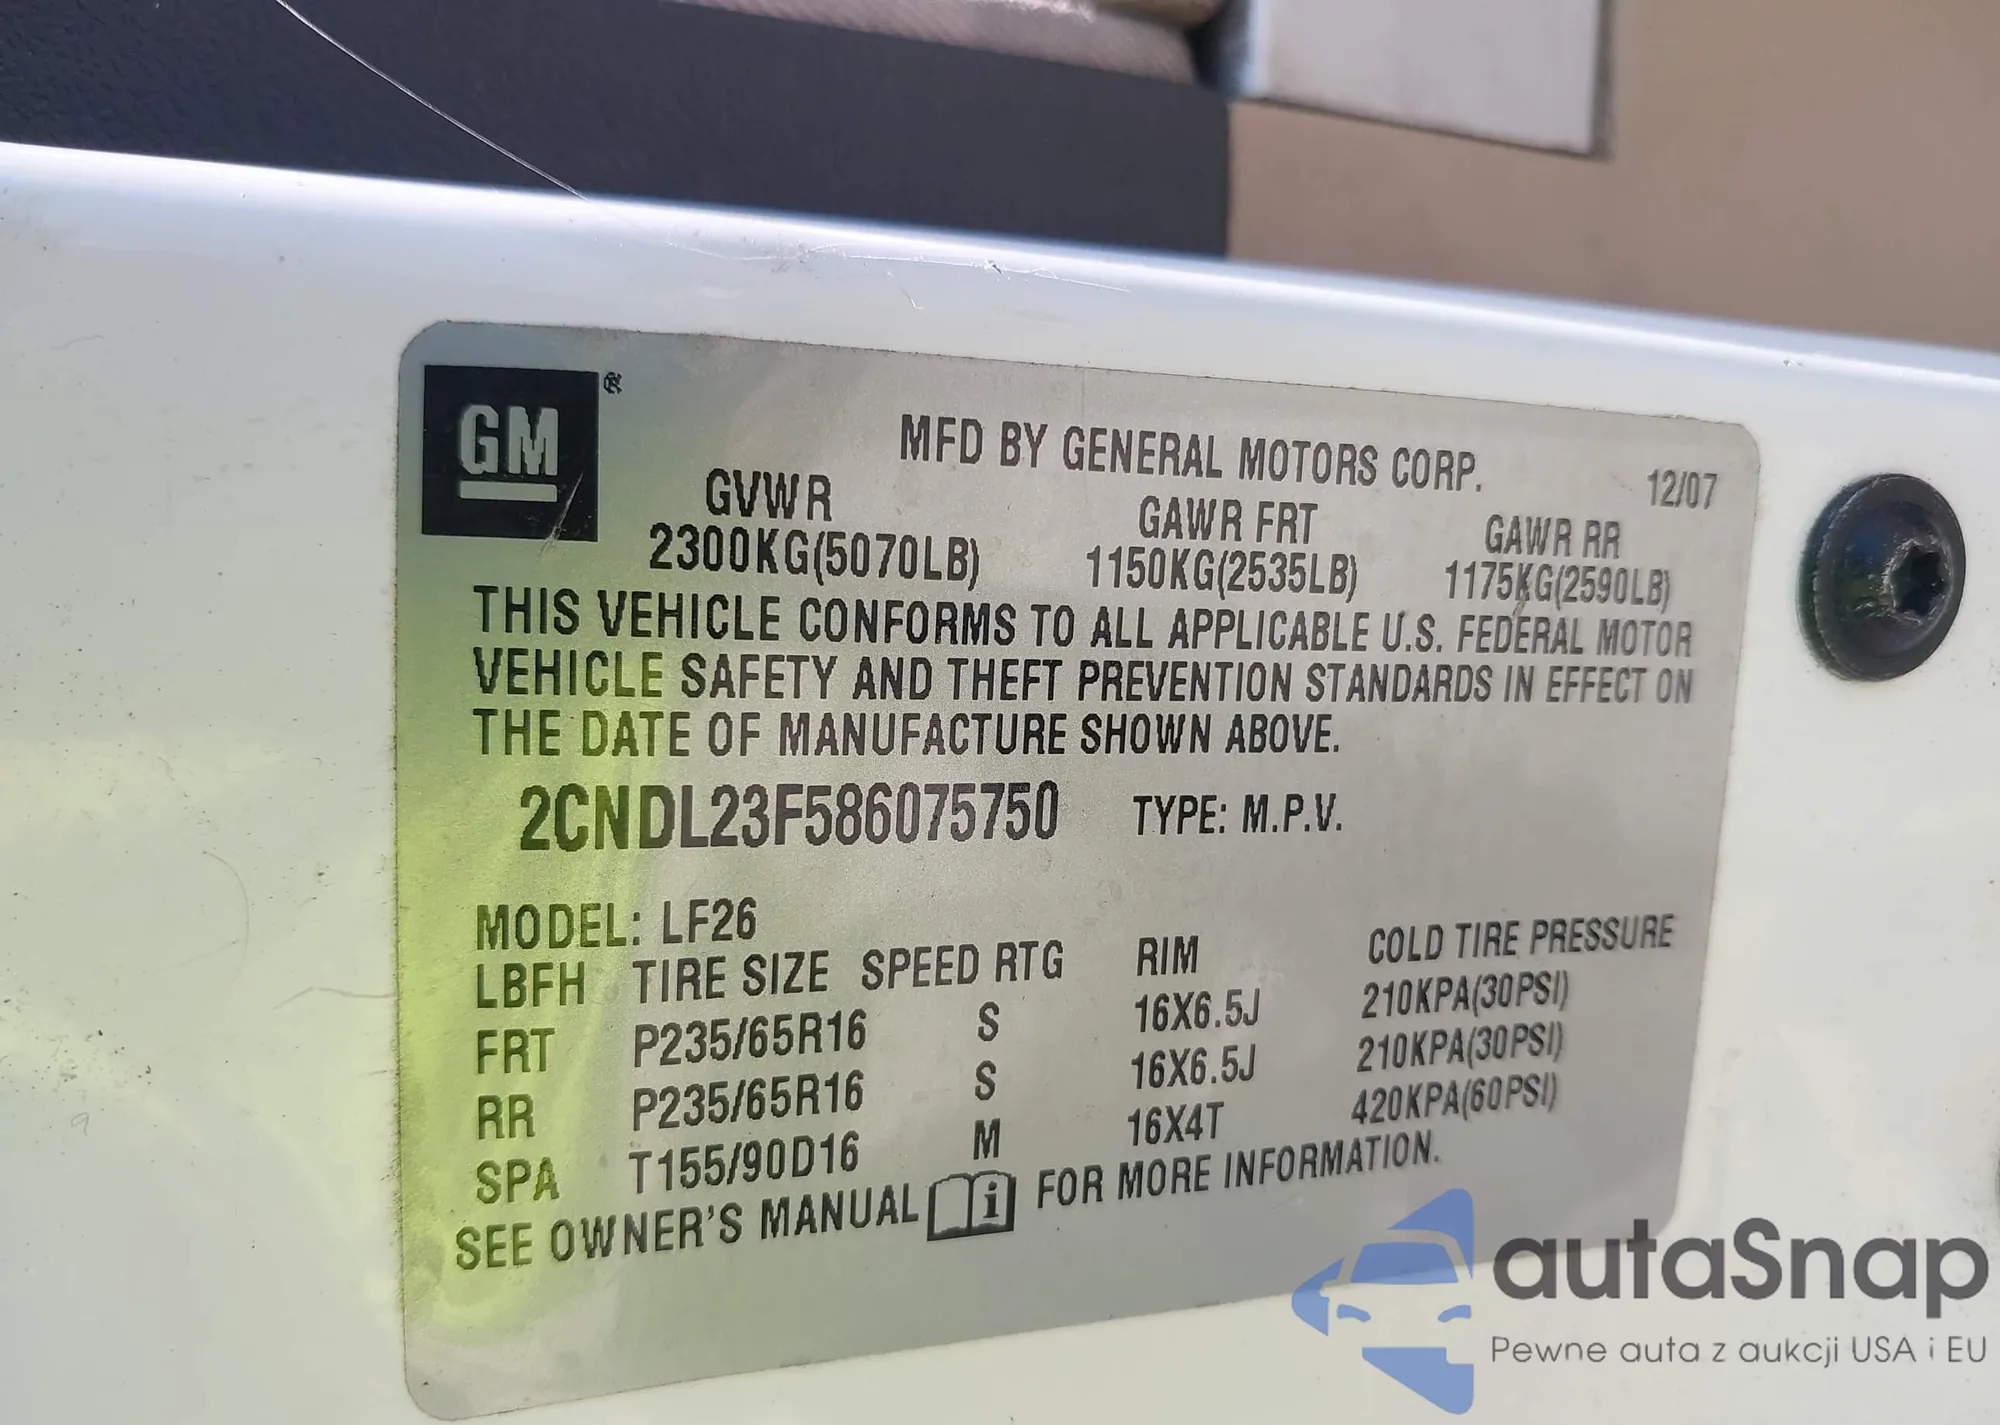 GM ®
MFD BY GENERAL MOTORS CORP. 12/07
GVWR GAWR FRT GAWR RR
2300KG(5070LB) 1150KG(2535LB) 1175KG(2590LB)
THIS VEHICLE CONFORMS TO ALL APPLICABLE U.S. FEDERAL MOTOR
VEHICLE SAFETY AND THEFT PREVENTION STANDARDS IN EFFECT ON
THE DATE OF MANUFACTURE SHOWN ABOVE.
2CNDL23F586075750 TYPE: M.P.V.
MODEL: LF26
LBFH TIRE SIZE SPEED RTG RIM COLD TIRE PRESSURE
FRT P235/65R16 S 16X6.5J 210KPA(30PSI)
RR P235/65R16 S 16X6.5J 210KPA(30PSI)
SPA T155/90D16 M 16X4T 420KPA(60PSI)
SEE OWNER'S MANUAL i FOR MORE INFORMATION.
autaSnap
Pewne auta z aukcji USA i EU